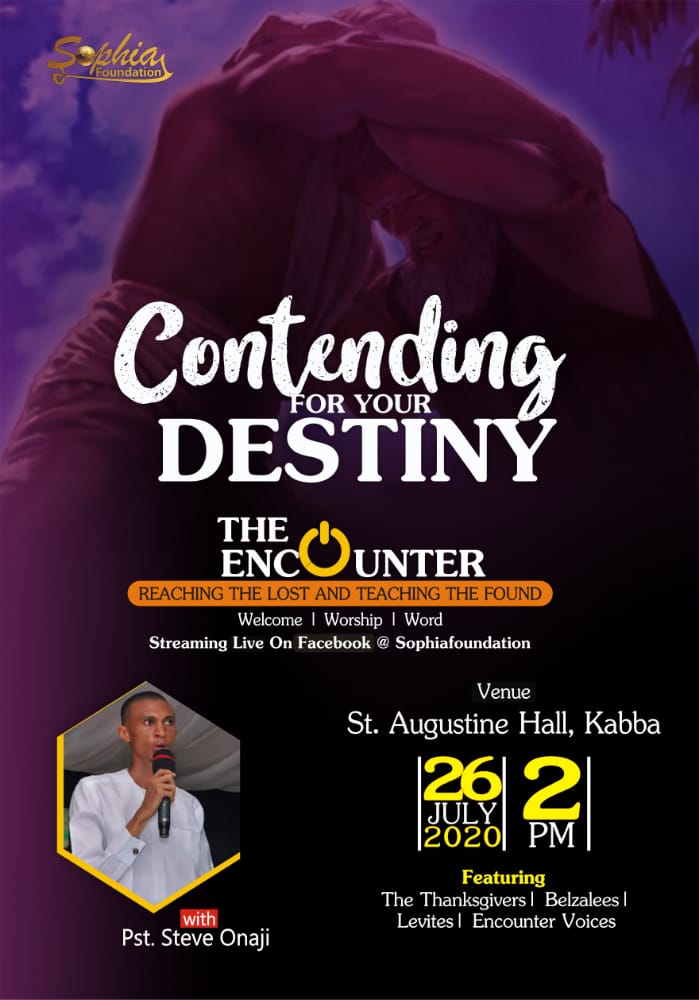 Sophia
Foundation
Contending
FOR YOUR
DESTINY
THE
ENCOUNTER
REACHING THE LOST AND TEACHING THE FOUND
Welcome | Worship | Word
Streaming Live On Facebook @ Sophiafoundation
Venue
St. Augustine Hall, Kabba
26
JULY
2020
2
PM
Featuring
The Thanksgivers | Belzalees |
Levites | Encounter Voices
with
Pst. Steve Onaji